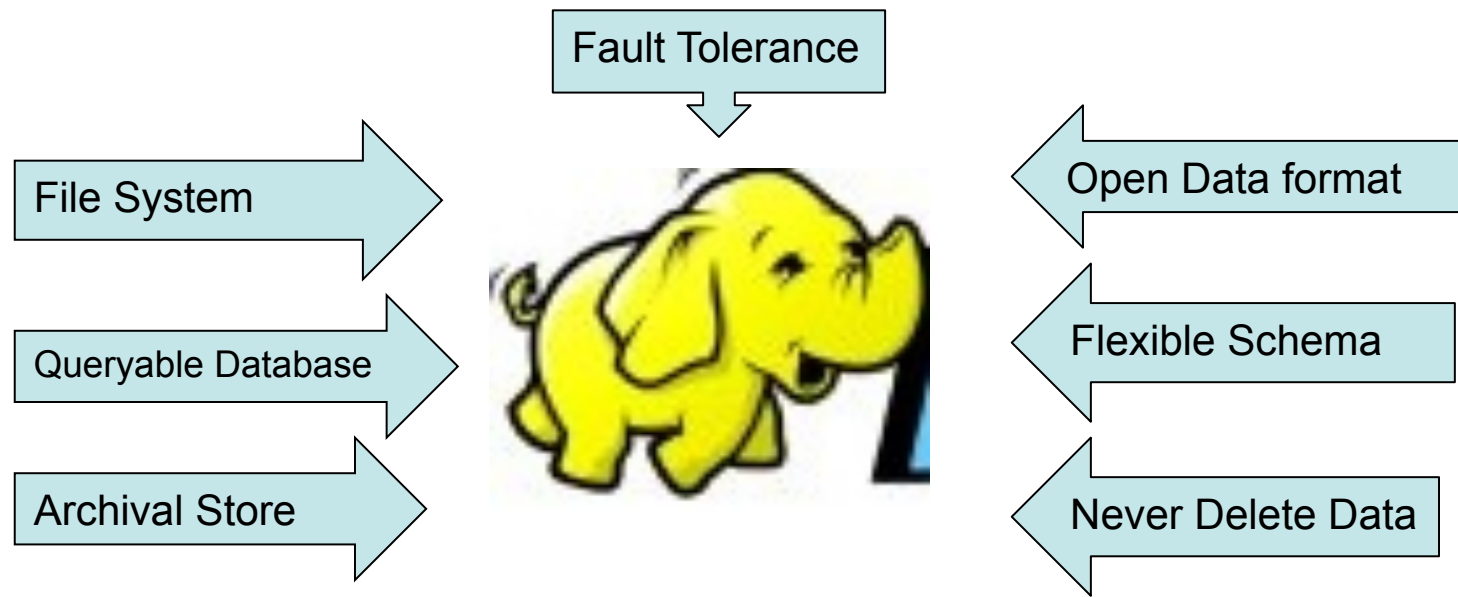 Fault Tolerance
File System
Open Data format
Queryable Database
Flexible Schema
Archival Store
Never Delete Data